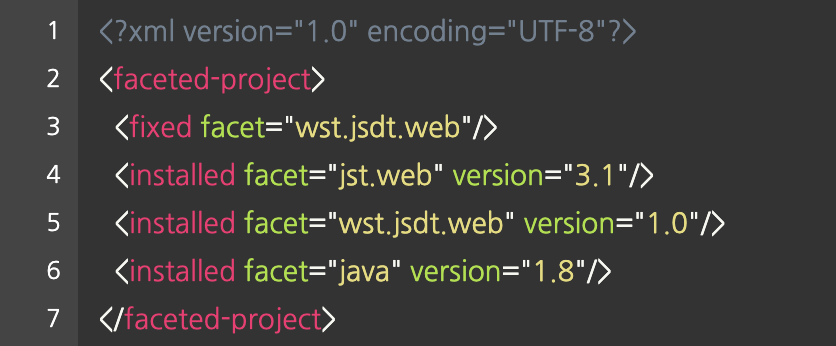 1 <?xml version="1.0" encoding="UTF-8"?>
2 <faceted-project>
3 <fixed facet="wst.jsdt.web"/>
4 <installed facet="jst.web" version="3.1"/>
5 <installed facet="wst.jsdt.web" version="1.0"/>
6 <installed facet="java" version="1.8"/>
7 </faceted-project>